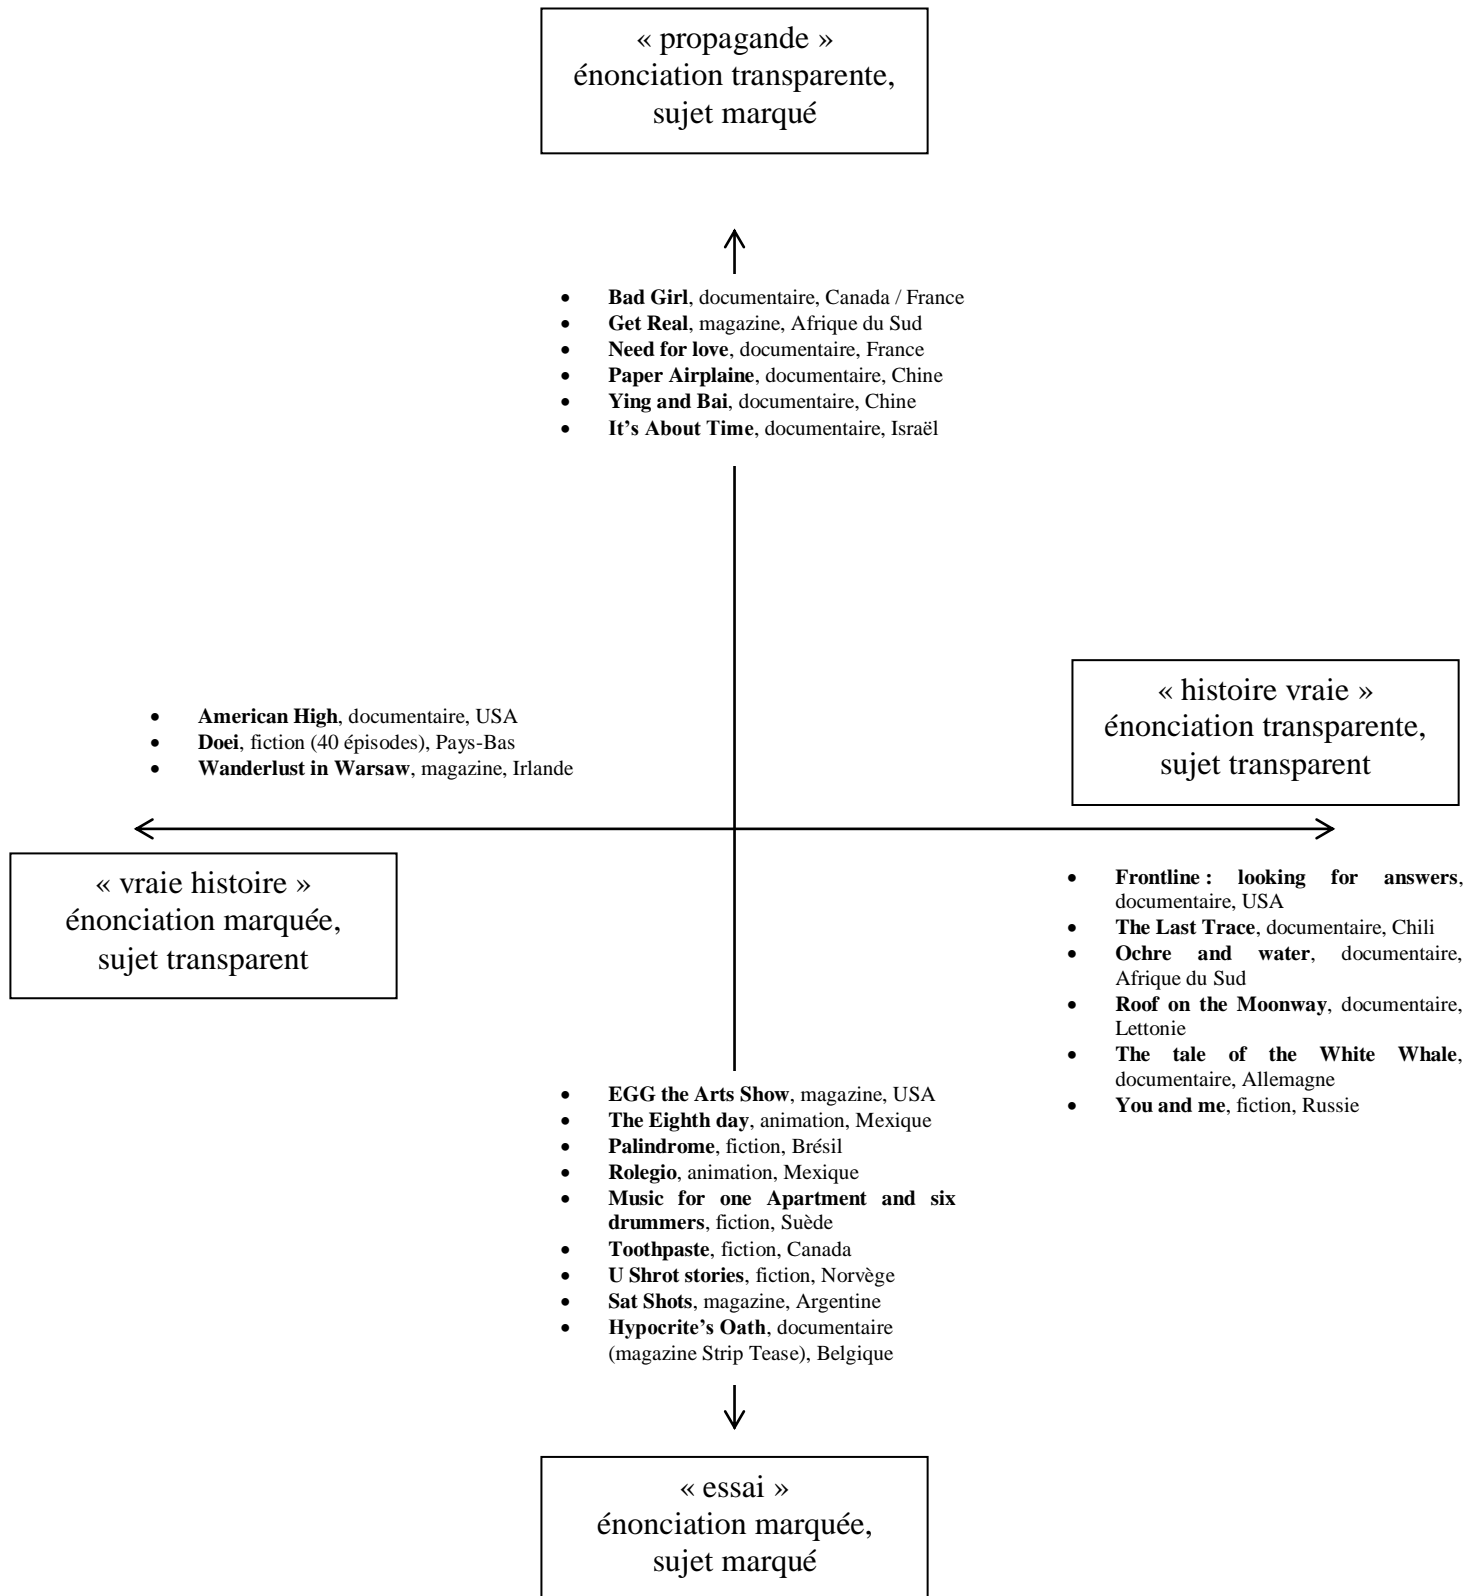 « propagande »
énonciation transparente,
sujet marqué
• Bad Girl, documentaire, Canada / France
• Get Real, magazine, Afrique du Sud
• Need for love, documentaire, France
• Paper Airplaine, documentaire, Chine
• Ying and Bai, documentaire, Chine
• It’s About Time, documentaire, Israël
• American High, documentaire, USA
• Doei, fiction (40 épisodes), Pays-Bas
• Wanderlust in Warsaw, magazine, Irlande
« histoire vraie »
énonciation transparente,
sujet transparent
« vraie histoire »
énonciation marquée,
sujet transparent
• Frontline : looking for answers,
documentaire, USA
• The Last Trace, documentaire, Chili
• Ochre and water, documentaire,
Afrique du Sud
• Roof on the Moonway, documentaire,
Lettonie
• The tale of the White Whale,
documentaire, Allemagne
• You and me, fiction, Russie
• EGG the Arts Show, magazine, USA
• The Eighth day, animation, Mexique
• Palindrome, fiction, Brésil
• Rolegio, animation, Mexique
• Music for one Apartment and six
drummers, fiction, Suède
• Toothpaste, fiction, Canada
• U Shrot stories, fiction, Norvège
• Sat Shots, magazine, Argentine
• Hypocrite’s Oath, documentaire
(magazine Strip Tease), Belgique
« essai »
énonciation marquée,
sujet marqué